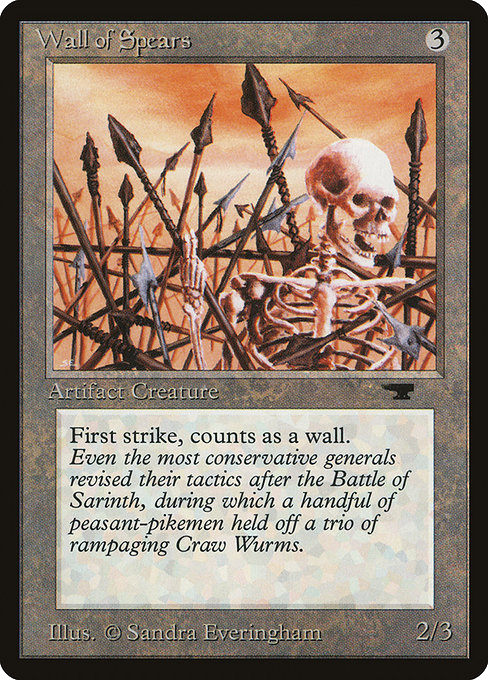 Wall of Spears 3
SE
Artifact Creature
First strike, counts as a wall.
Even the most conservative generals
revised their tactics after the Battle of
Sarinth, during which a handful of
peasant-pikemen held off a trio of
rampaging Craw Wurms.
Illus. © Sandra Everingham 2/3